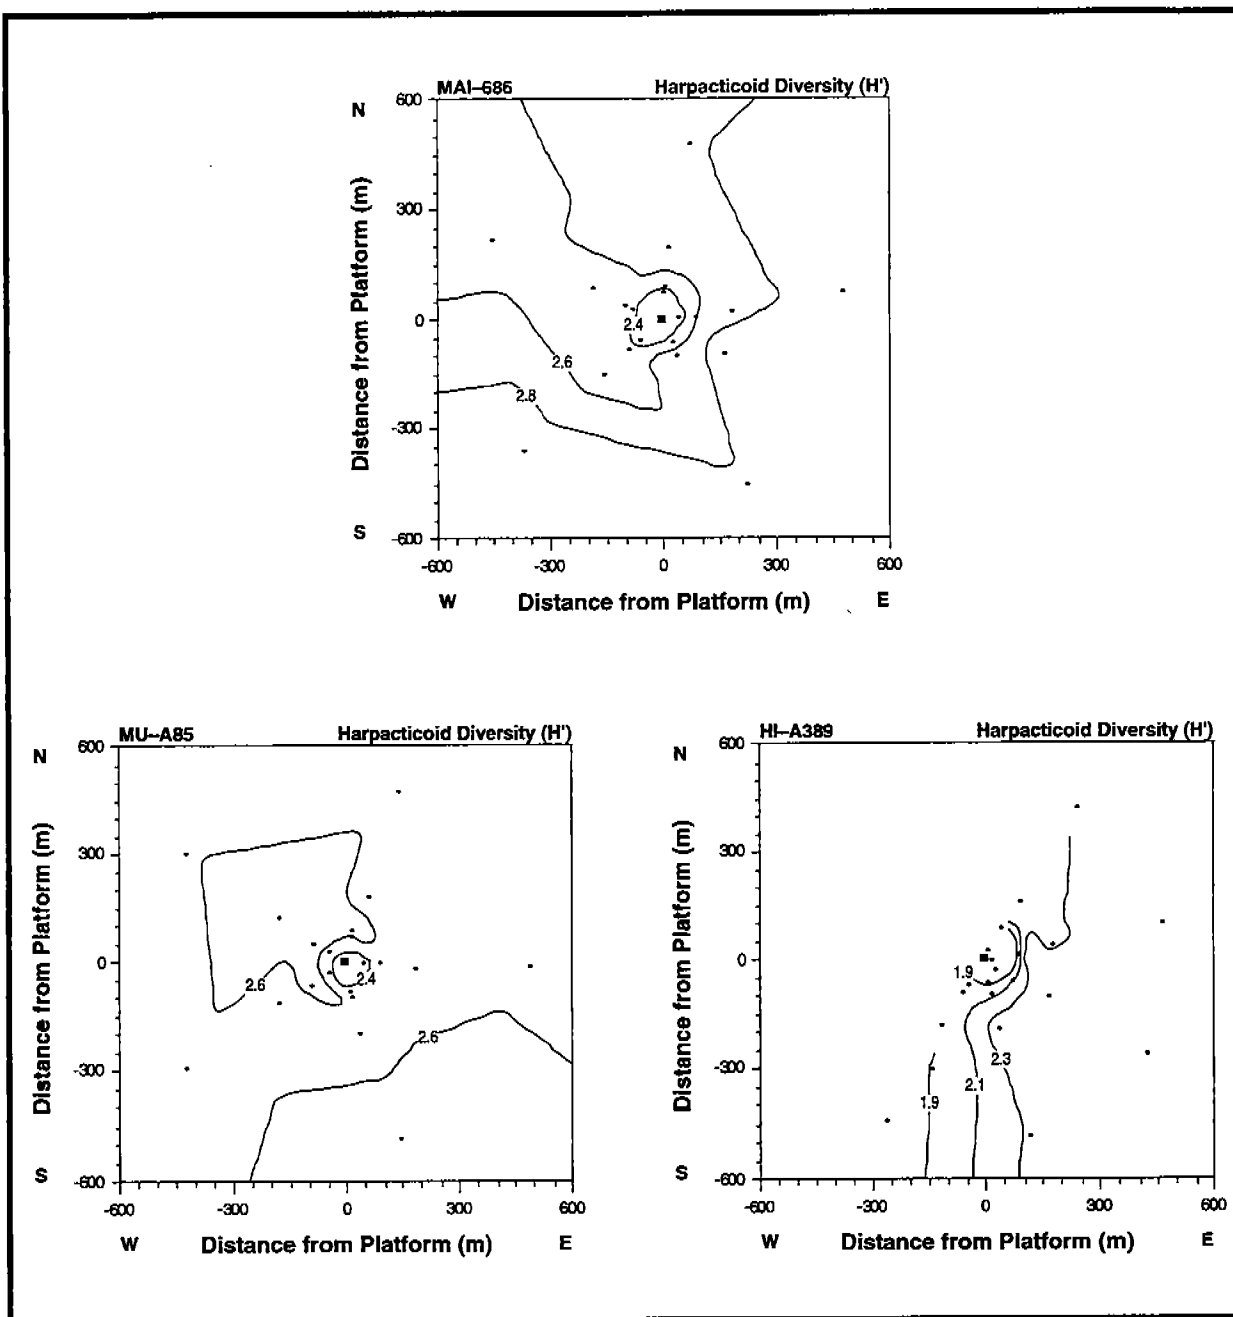 MAI-686 Harpacticoid Diversity (H')
N
600
300
0
-300
-600
S
Distance from Platform (m)
2.4
2.6
2.8
-600 -300 0 300 600
W Distance from Platform (m) E
MU-A85 Harpacticoid Diversity (H')
N
600
300
0
-300
-600
S
Distance from Platform (m)
2.6
2.4
2.6
-600 -300 0 300 600
W Distance from Platform (m) E
HI-A389 Harpacticoid Diversity (H')
N
600
300
0
-300
-600
S
Distance from Platform (m)
1.9
2.3
2.1
1.9
-600 -300 0 300 600
W Distance from Platform (m) E